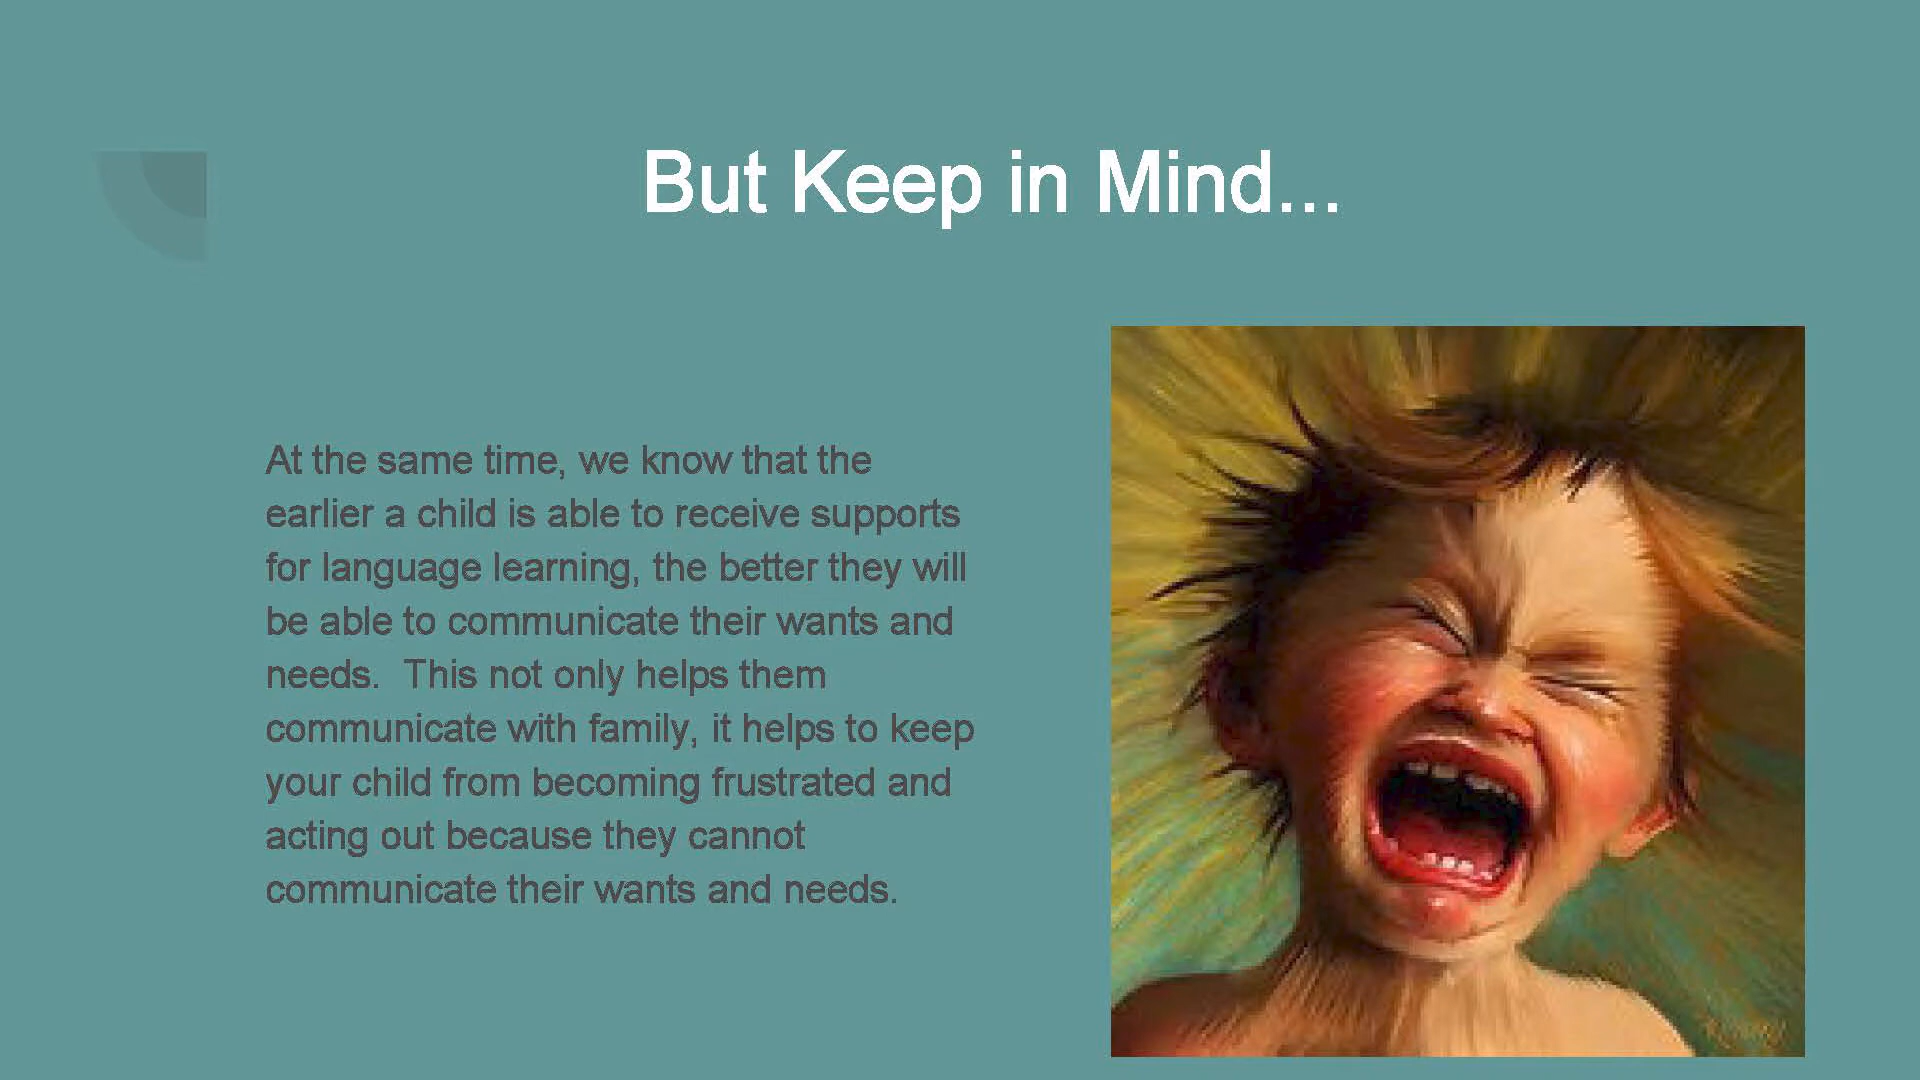 But Keep in Mind...
At the same time, we know that the
earlier a child is able to receive supports
for language learning, the better they will
be able to communicate their wants and
needs.  This not only helps them
communicate with family, it helps to keep
your child from becoming frustrated and
acting out because they cannot
communicate their wants and needs.